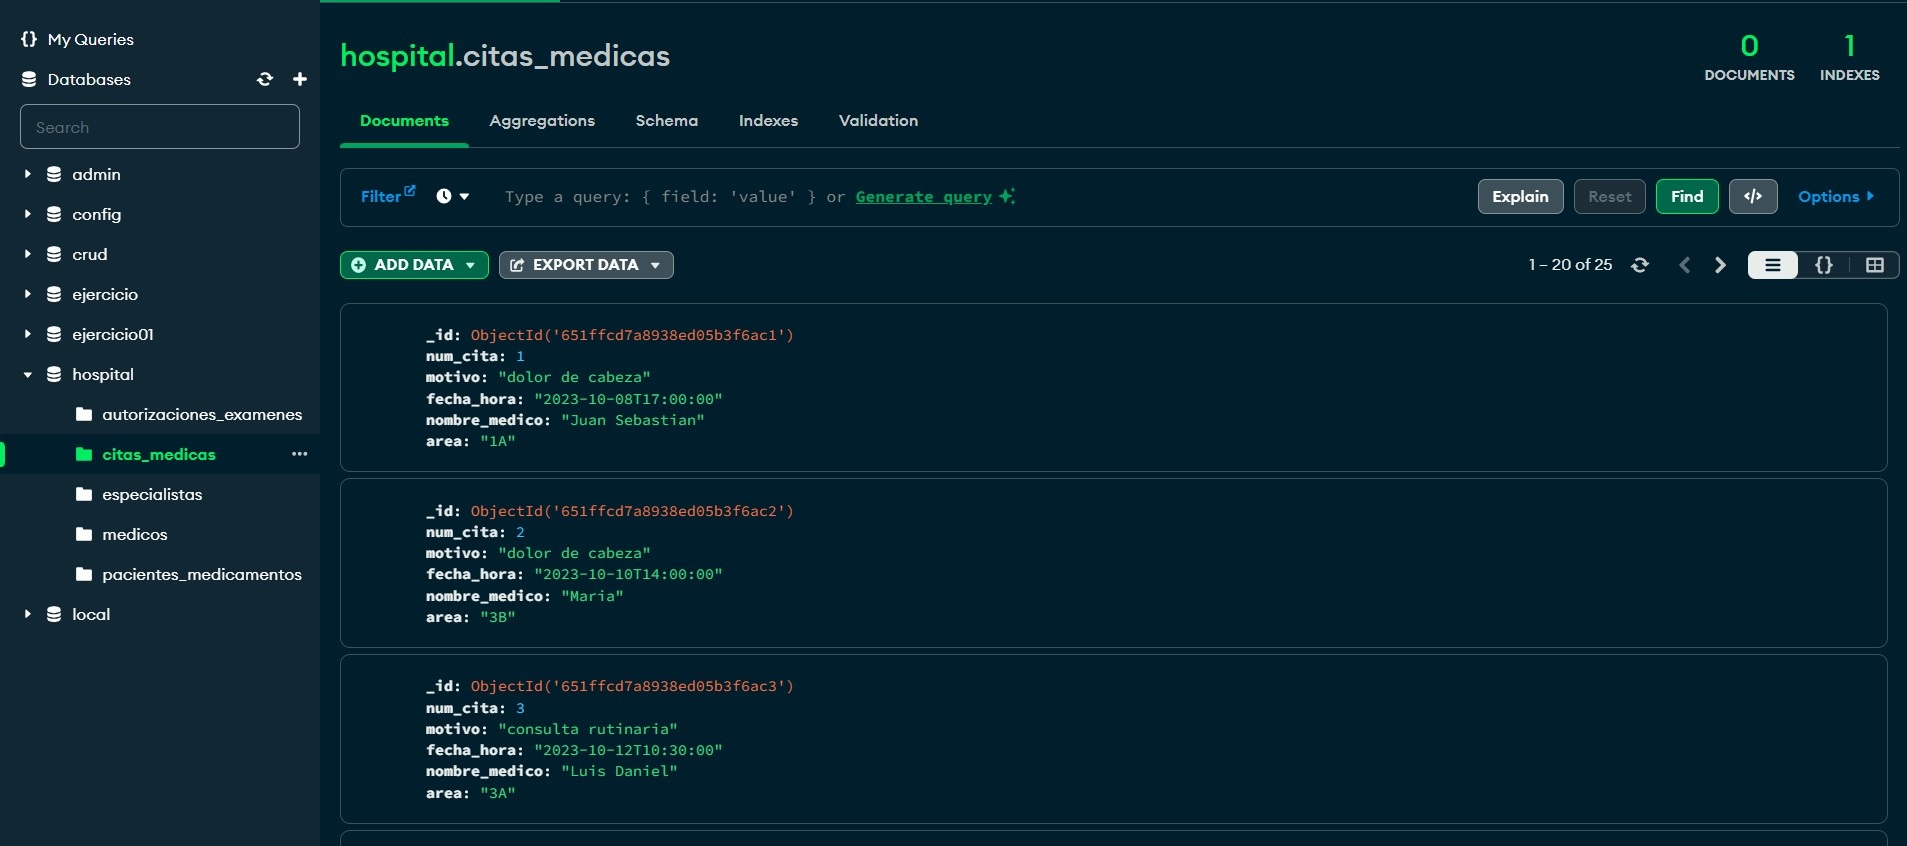 My Queries
Databases
Search
admin
config
crud
ejercicio
ejercicio01
hospital
autorizaciones_examenes
citas_medicas
especialistas
medicos
pacientes_medicamentos
local
hospital.citas_medicas
0 1
DOCUMENTS INDEXES
Documents Aggregations Schema Indexes Validation
Filter Type a query: { field: 'value' } or Generate query Explain Reset Find </> Options
ADD DATA EXPORT DATA 1 – 20 of 25 {}
_id: ObjectId('651ffcd7a8938ed05b3f6ac1')
num_cita: 1
motivo: "dolor de cabeza"
fecha_hora: "2023-10-08T17:00:00"
nombre_medico: "Juan Sebastian"
area: "1A"
_id: ObjectId('651ffcd7a8938ed05b3f6ac2')
num_cita: 2
motivo: "dolor de cabeza"
fecha_hora: "2023-10-10T14:00:00"
nombre_medico: "Maria"
area: "3B"
_id: ObjectId('651ffcd7a8938ed05b3f6ac3')
num_cita: 3
motivo: "consulta rutinaria"
fecha_hora: "2023-10-12T10:30:00"
nombre_medico: "Luis Daniel"
area: "3A"